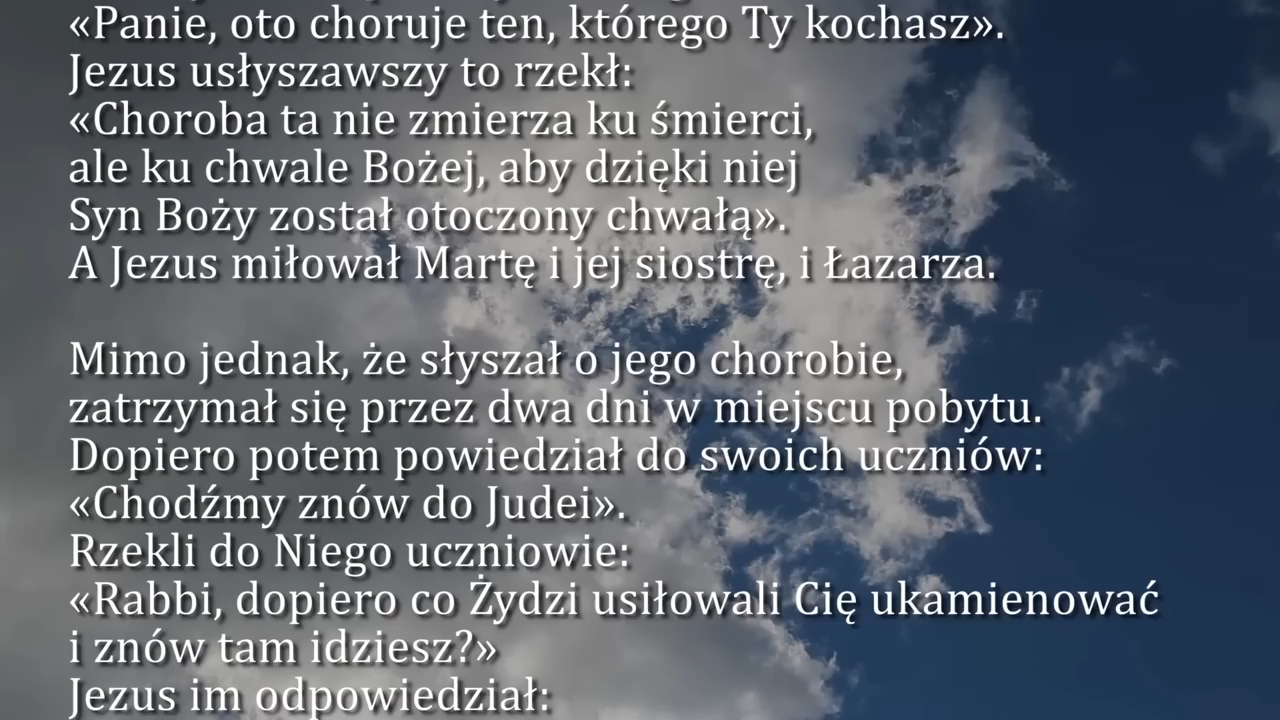 «Panie, oto choruje ten, którego Ty kochasz».
Jezus usłyszawszy to rzekł:
«Choroba ta nie zmierza ku śmierci,
ale ku chwale Bożej, aby dzięki niej
Syn Boży został otoczony chwałą».
A Jezus miłował Martę i jej siostrę, i Łazarza.
Mimo jednak, że słyszał o jego chorobie,
zatrzymał się przez dwa dni w miejscu pobytu.
Dopiero potem powiedział do swoich uczniów:
«Chodźmy znów do Judei».
Rzekli do Niego uczniowie:
«Rabbi, dopiero co Żydzi usiłowali Cię ukamienować
i znów tam idziesz?»
Jezus im odpowiedział: